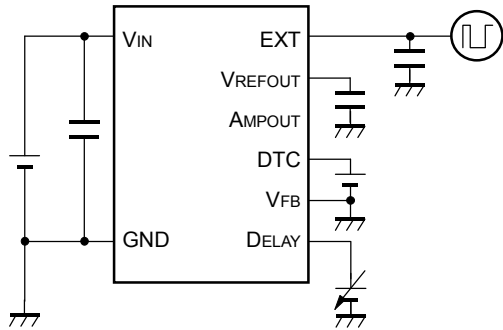 VIN
EXT
VREFOUT
AMPOUT
DTC
VFB
GND
DELAY